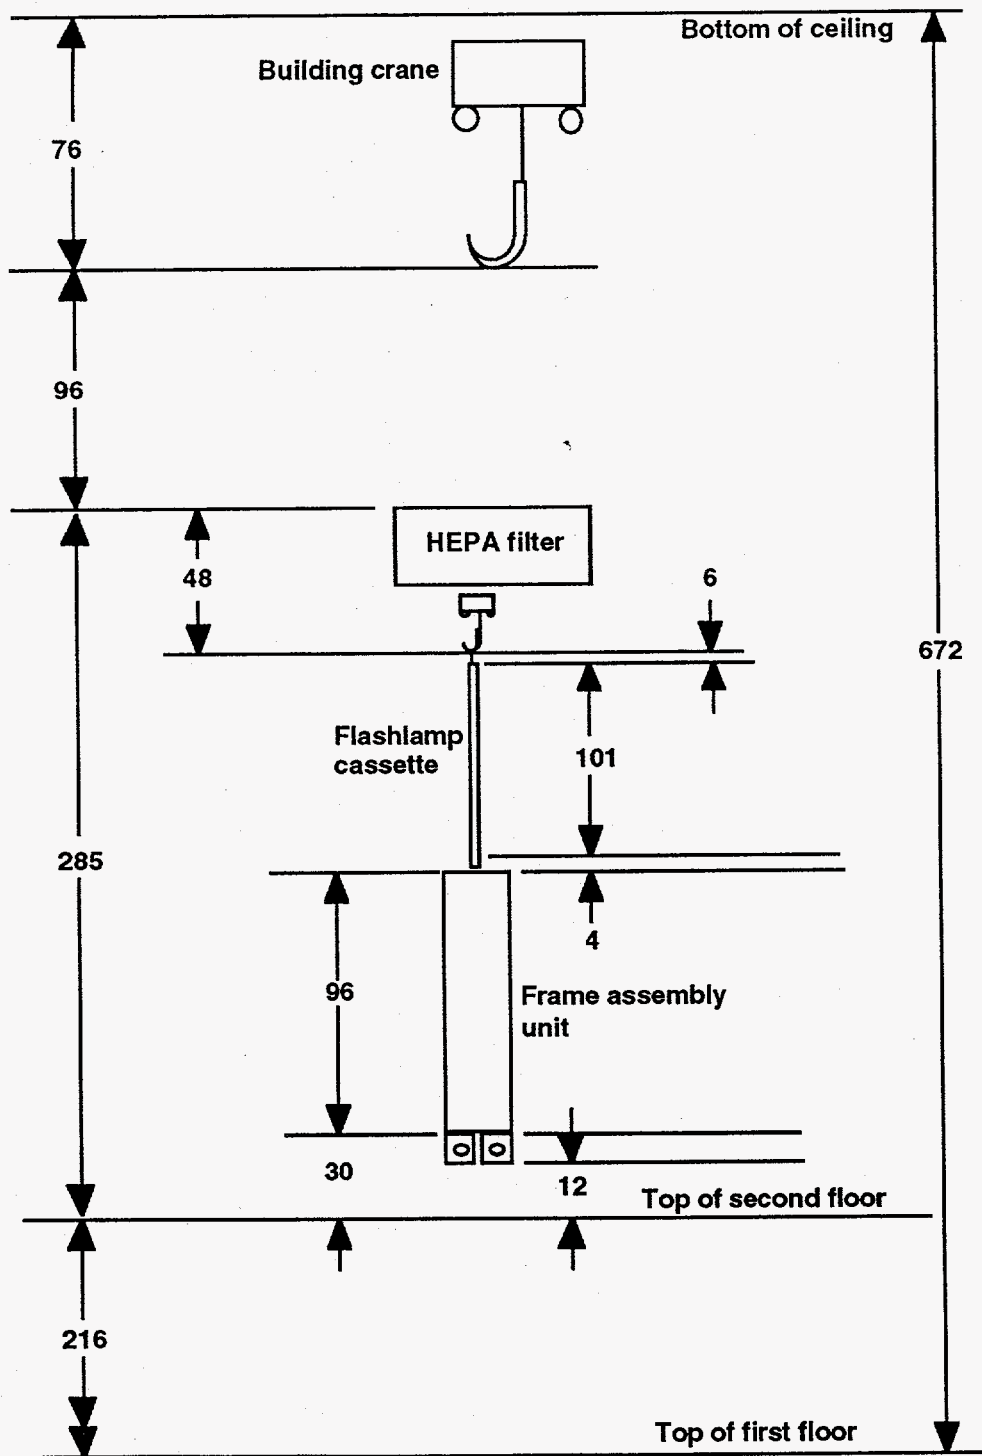 Bottom of ceiling
Building crane
76
96
HEPA filter
48
6
672
Flashlamp
cassette
101
285
4
96
Frame assembly
unit
30
12
Top of second floor
216
Top of first floor